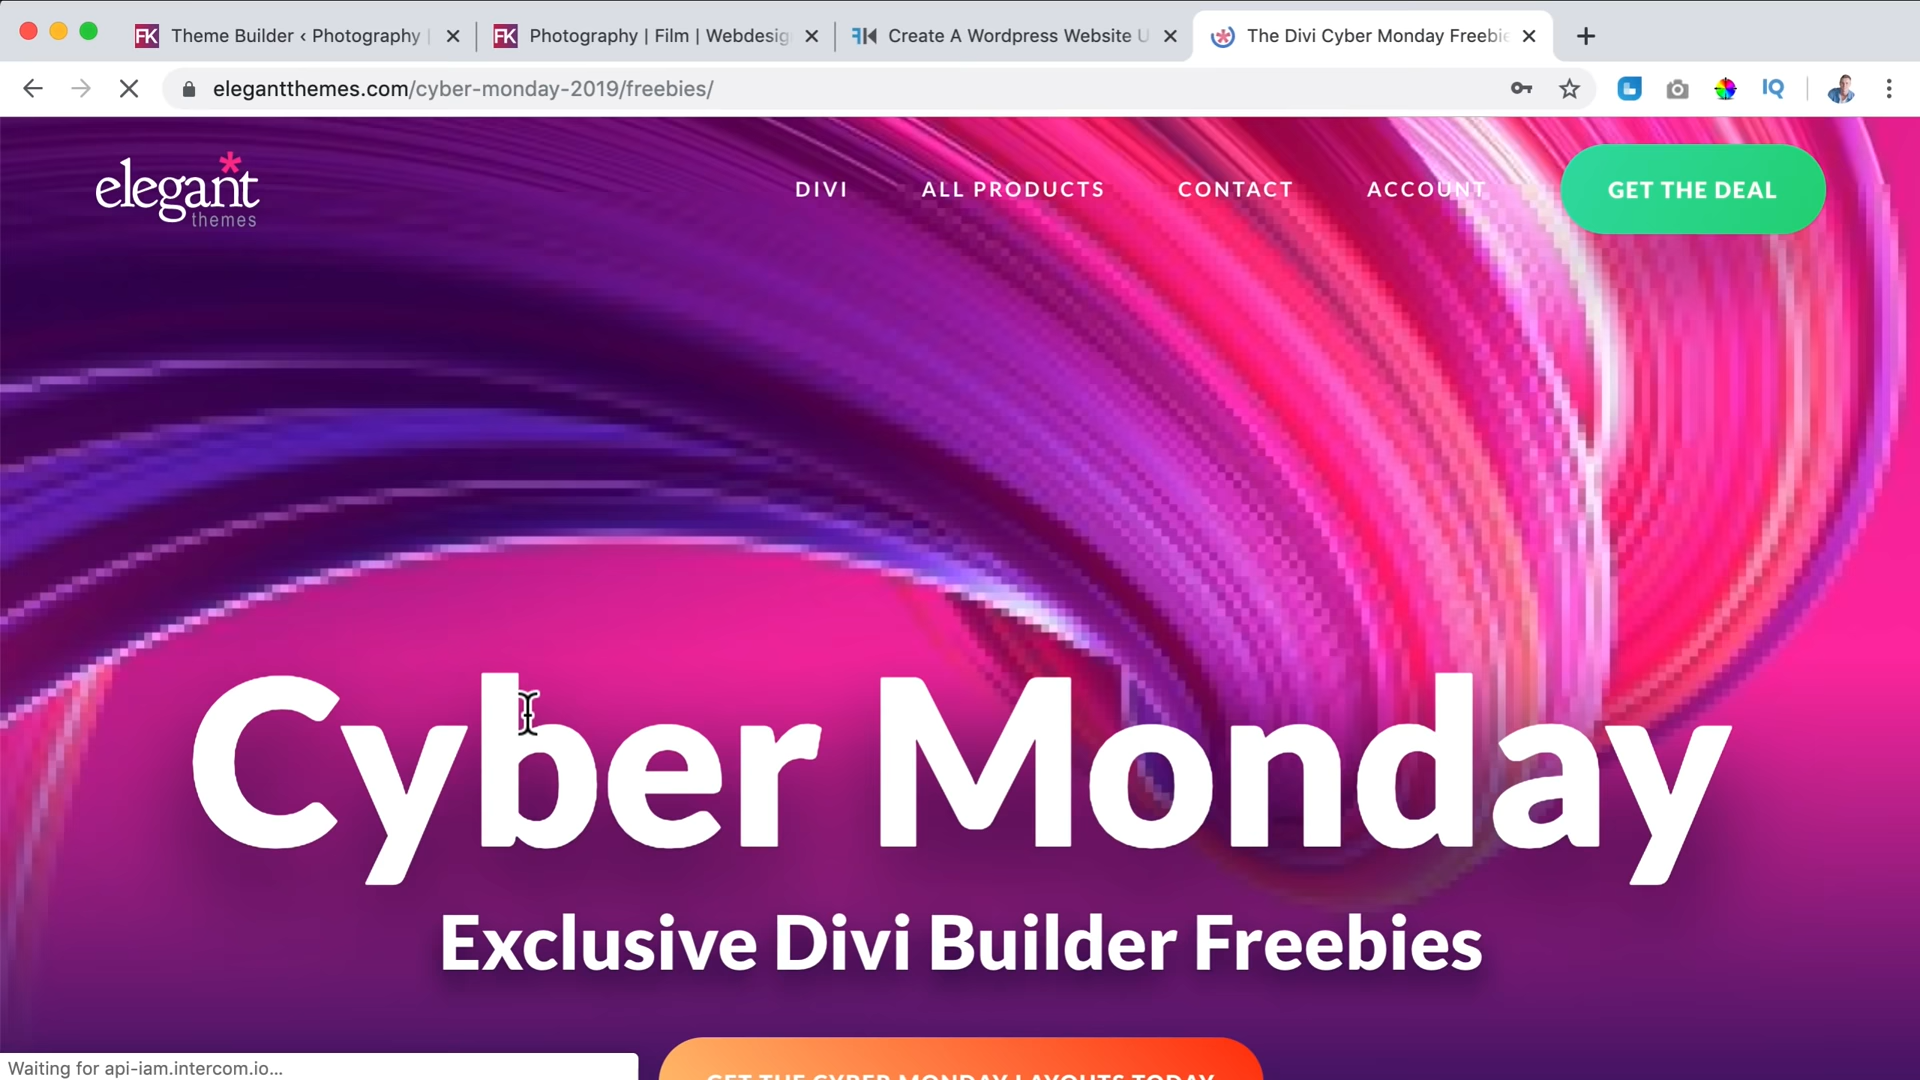 Theme Builder ‹ Photography |
Photography | Film | Webdesig
Create A Wordpress Website U
The Divi Cyber Monday Freebie
elegantthemes.com/cyber-monday-2019/freebies/
IQ
elegant
themes
DIVI
ALL PRODUCTS
CONTACT
ACCOUNT
GET THE DEAL
Cyber Monday
Exclusive Divi Builder Freebies
GET THE CYBER MONDAY LAYOUTS TODAY
Waiting for api-iam.intercom.io...